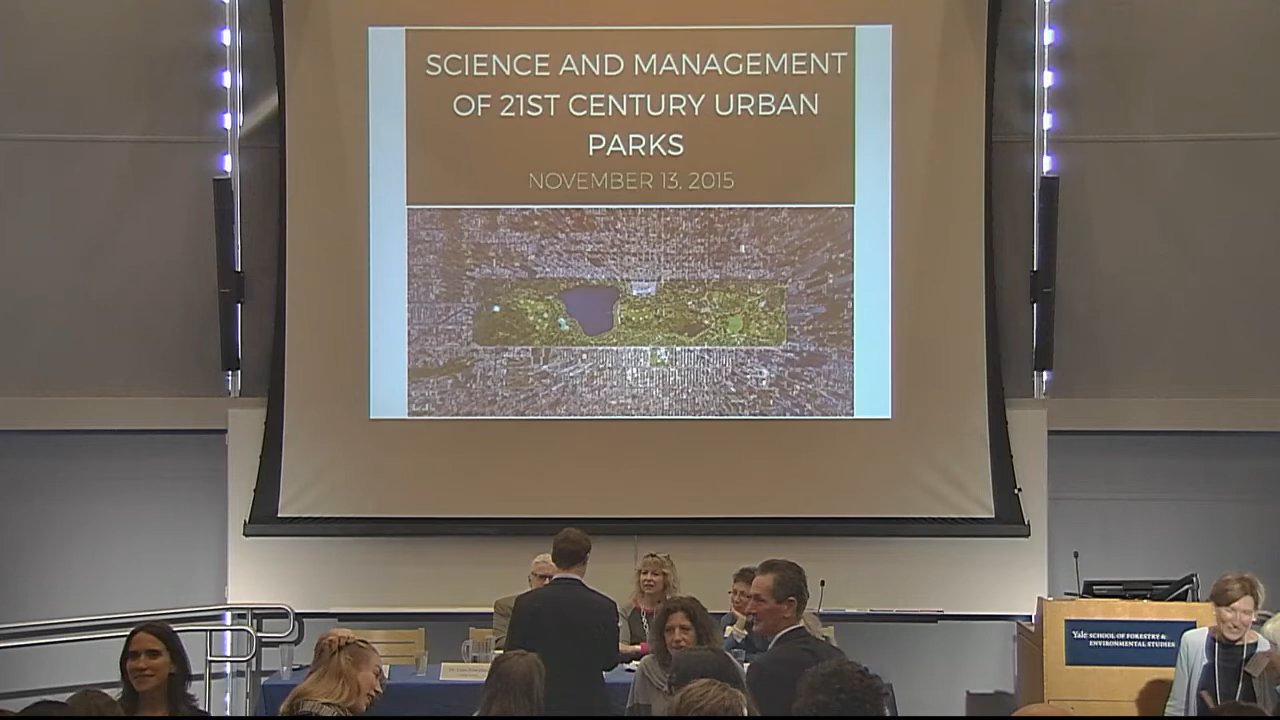 SCIENCE AND MANAGEMENT
OF 21ST CENTURY URBAN
PARKS
NOVEMBER 13, 2015
Yale SCHOOL OF FORESTRY &
ENVIRONMENTAL STUDIES